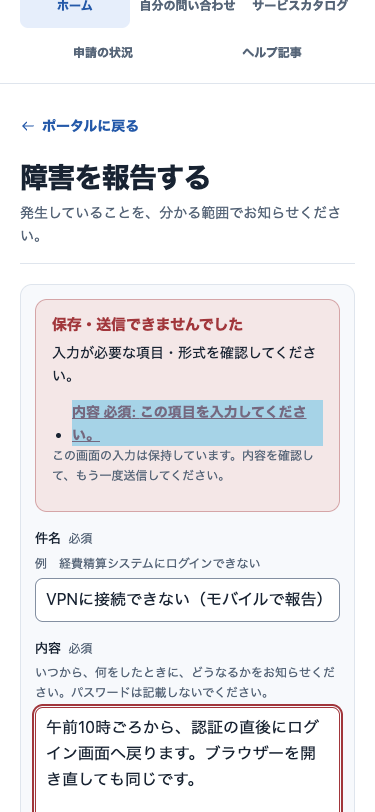 ホーム 自分の問い合わせ サービスカタログ
申請の状況 ヘルプ記事
← ポータルに戻る
障害を報告する
発生していることを、分かる範囲でお知らせくださ
い。
保存・送信できませんでした
入力が必要な項目・形式を確認してくださ
い。
内容 必須: この項目を入力してくださ
い。
この画面の入力は保持しています。内容を確認し
て、もう一度送信してください。
件名 必須
例 経費精算システムにログインできない
VPNに接続できない（モバイルで報告）
内容 必須
いつから、何をしたときに、どうなるかをお知らせくだ
さい。パスワードは記載しないでください。
午前10時ごろから、認証の直後にログ
イン画面へ戻ります。ブラウザーを開
き直しても同じです。